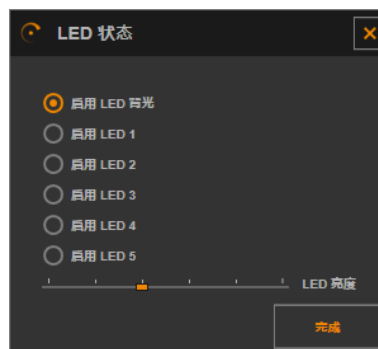 LED 状态
启用 LED 背光
启用 LED 1
启用 LED 2
启用 LED 3
启用 LED 4
启用 LED 5
LED 亮度
完成